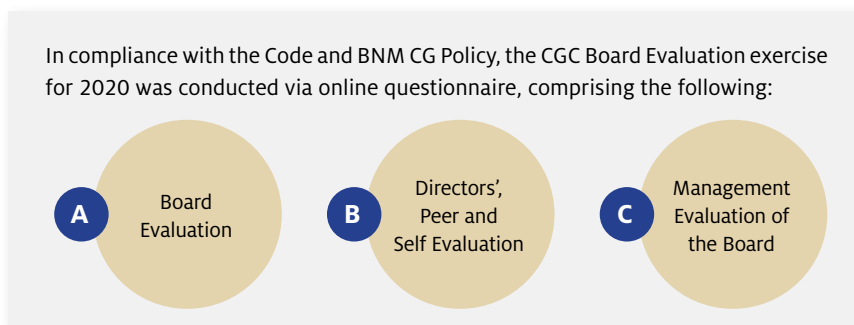 In compliance with the Code and BNM CG Policy, the CGC Board Evaluation exercise
for 2020 was conducted via online questionnaire, comprising the following:
A
Board
Evaluation
B
Directors’,
Peer and
Self Evaluation
C
Management
Evaluation of
the Board